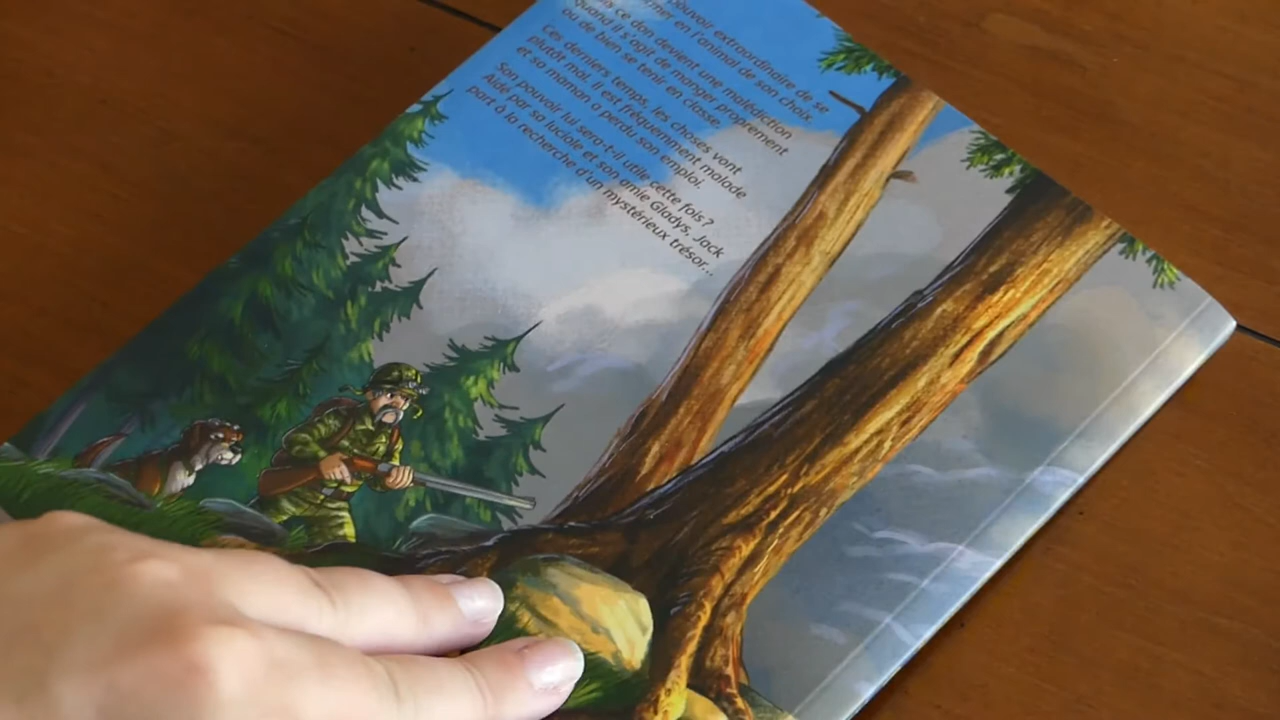 pouvoir extraordinaire de se
en l'animal de son choix.
ce don devient une malédiction
quand il s'agit de manger proprement
ou de bien se tenir en classe.
Ces derniers temps, les choses vont
plutôt mal. Il est fréquemment malade
et sa maman a perdu son emploi.
Son pouvoir lui sera-t-il utile cette fois ?
Aidé par sa luciole et son amie Gladys, Jack
part à la recherche d'un mystérieux trésor...